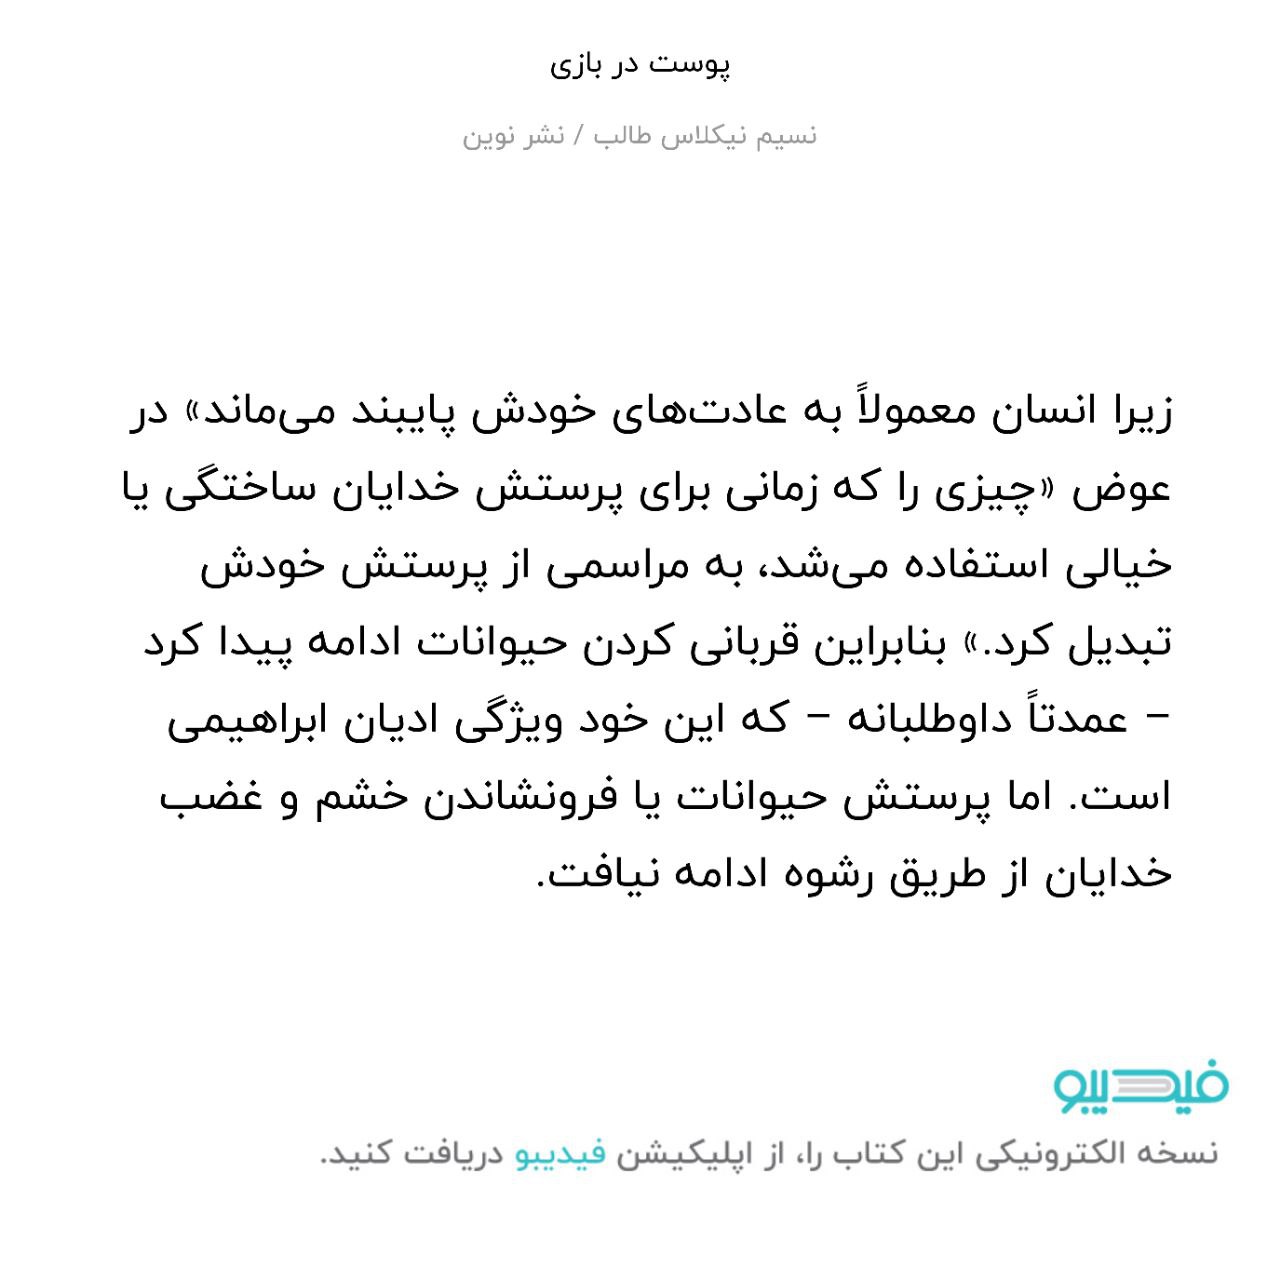 پوست در بازی
نسیم نیکلاس طالب / نشر نوین
زیرا انسان معمولاً به عادت‌های خودش پایبند می‌ماند» در
عوض «چیزی را که زمانی برای پرستش خدایان ساختگی یا
خیالی استفاده می‌شد، به مراسمی از پرستش خودش
تبدیل کرد.» بنابراین قربانی کردن حیوانات ادامه پیدا کرد
– عمدتاً داوطلبانه – که این خود ویژگی ادیان ابراهیمی
است. اما پرستش حیوانات یا فرونشاندن خشم و غضب
خدایان از طریق رشوه ادامه نیافت.
فیدیبو
نسخه الکترونیکی این کتاب را، از اپلیکیشن فیدیبو دریافت کنید.